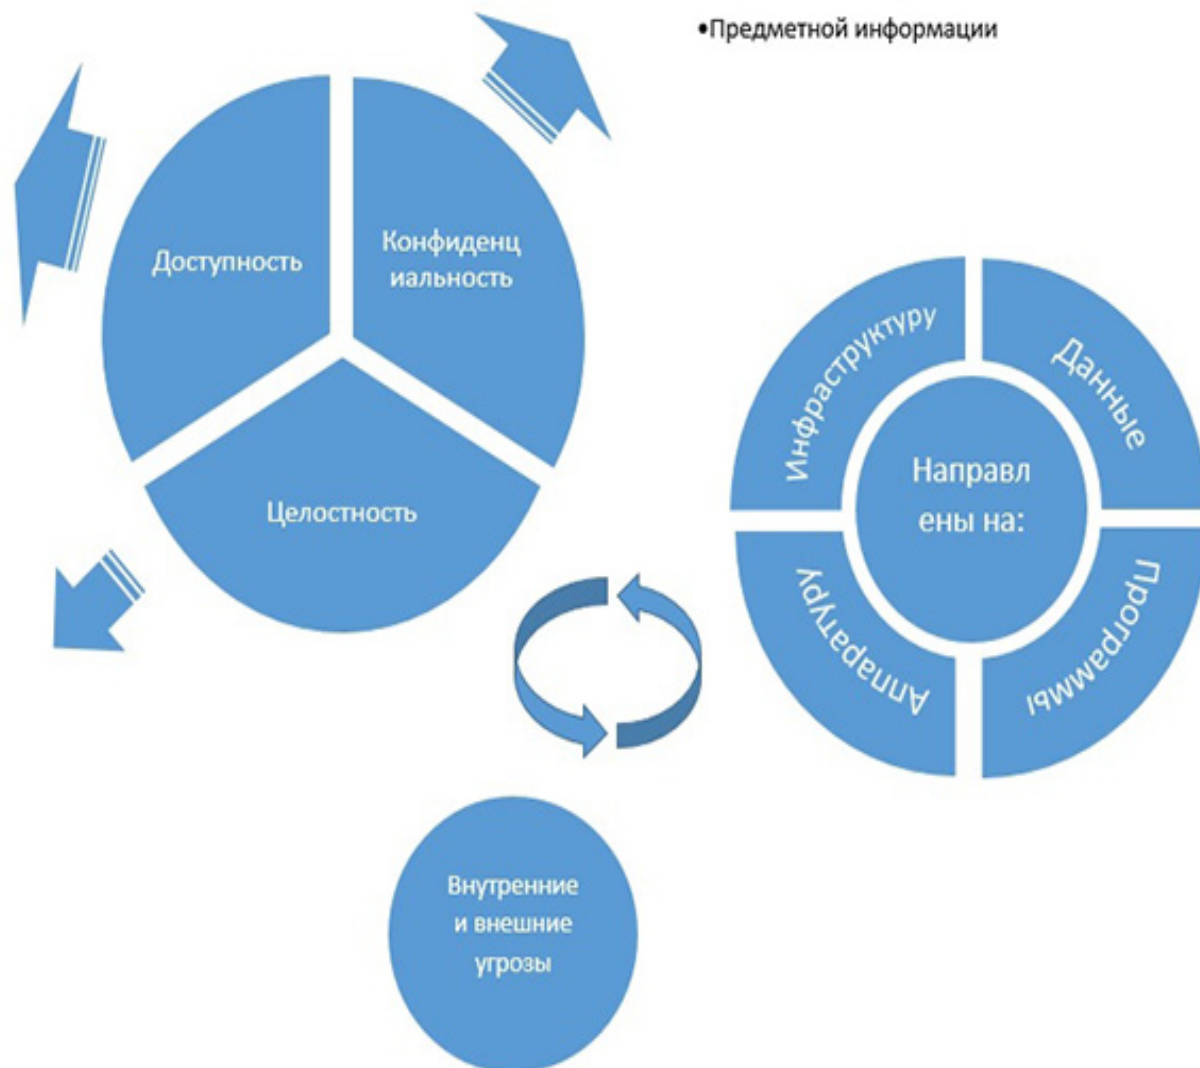 •Предметной информации
Доступность
Конфиденц
иальность
Целостность
Инфраструктуру
Данные
Направл
ены на:
Аппаратуру
Программы
Внутренние
и внешние
угрозы